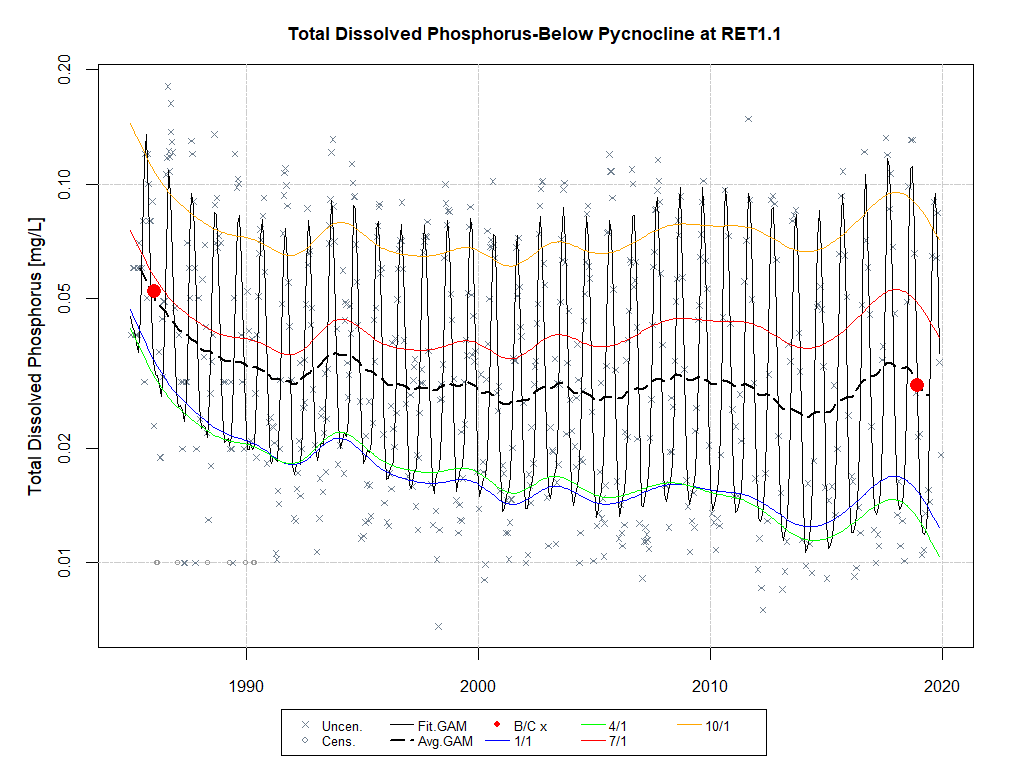 Total Dissolved Phosphorus-Below Pycnocline at RET1.1
Total Dissolved Phosphorus [mg/L]
0.20
0.10
0.05
0.02
0.01
1990 2000 2010 2020
Uncen. Fit.GAM B/C x 4/1 10/1
Cens. Avg.GAM 1/1 7/1